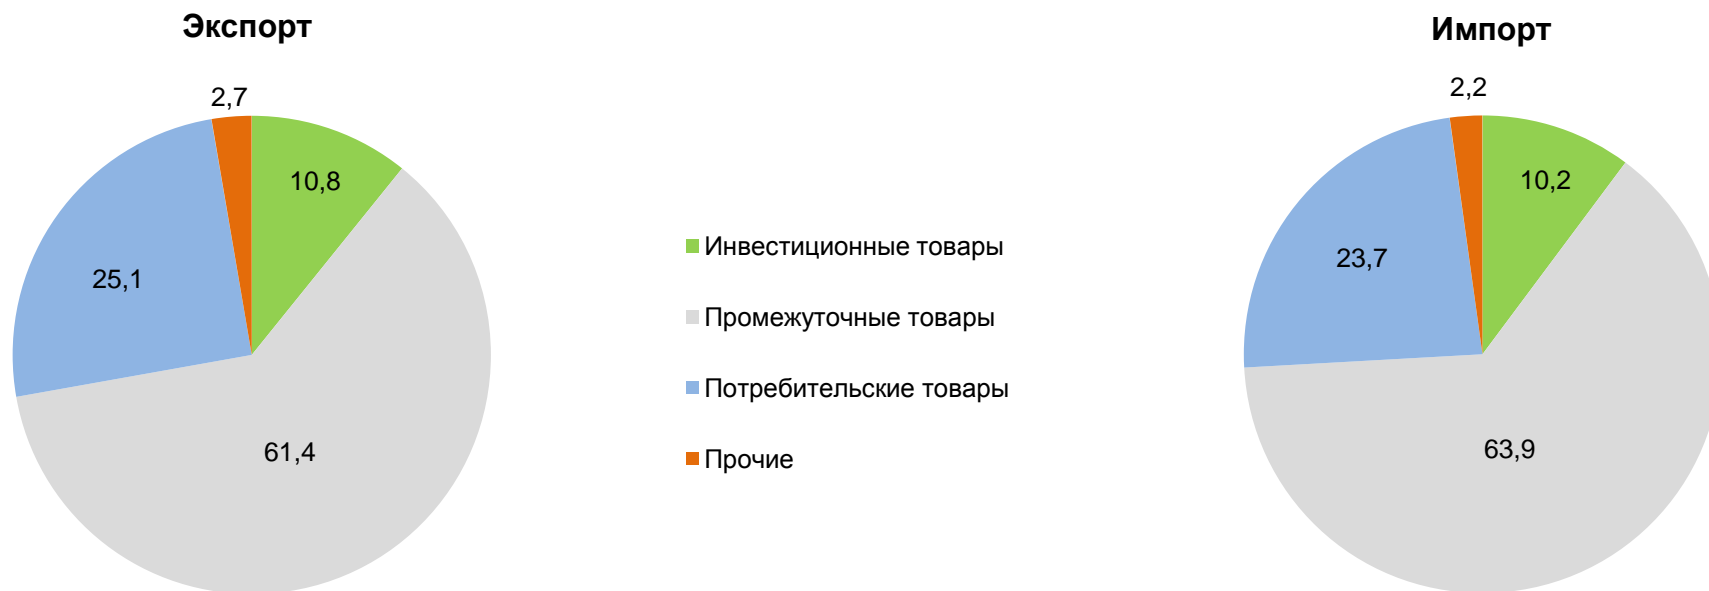 Экспорт
2,7
10,8
25,1
61,4
Инвестиционные товары
Промежуточные товары
Потребительские товары
Прочие
Импорт
2,2
10,2
23,7
63,9